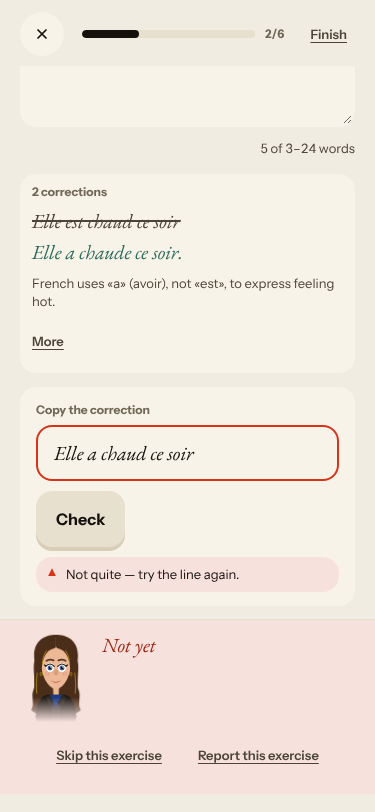 ✕ 2/6 Finish
5 of 3–24 words
2 corrections
Elle est chaud ce soir
Elle a chaude ce soir.
French uses «a» (avoir), not «est», to express feeling
hot.
More
Copy the correction
Elle a chaud ce soir
Check
Not quite — try the line again.
Not yet
Skip this exercise Report this exercise